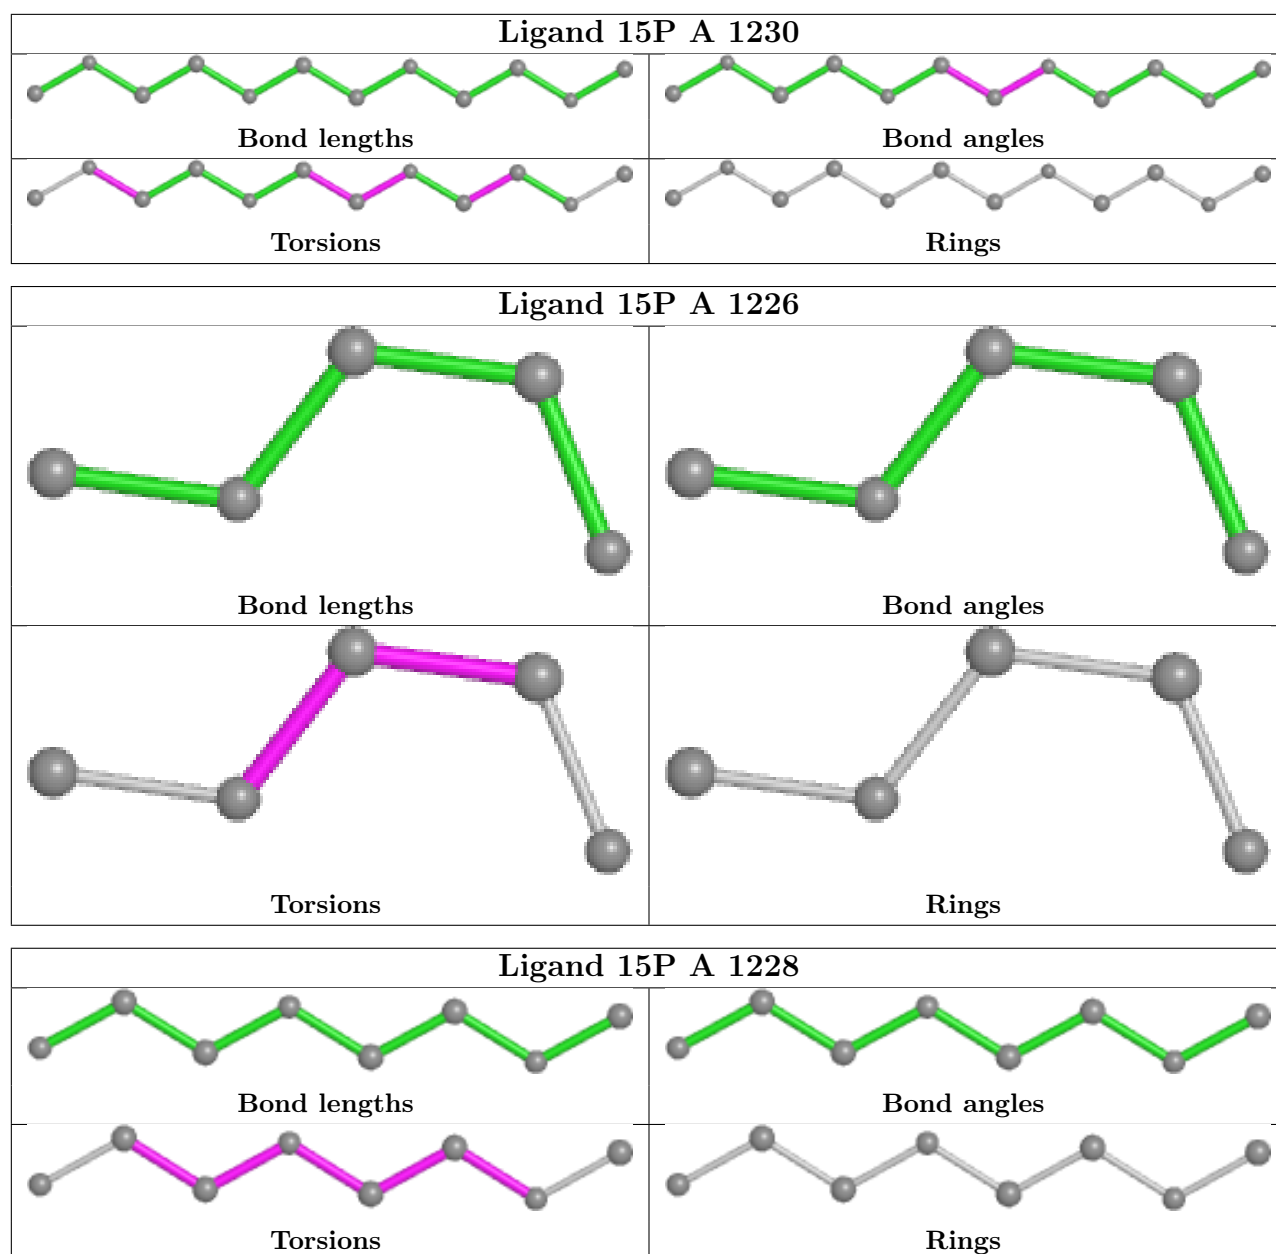 Ligand 15P A 1230
Bond lengths
Bond angles
Torsions
Rings
Ligand 15P A 1226
Bond lengths
Bond angles
Torsions
Rings
Ligand 15P A 1228
Bond lengths
Bond angles
Torsions
Rings